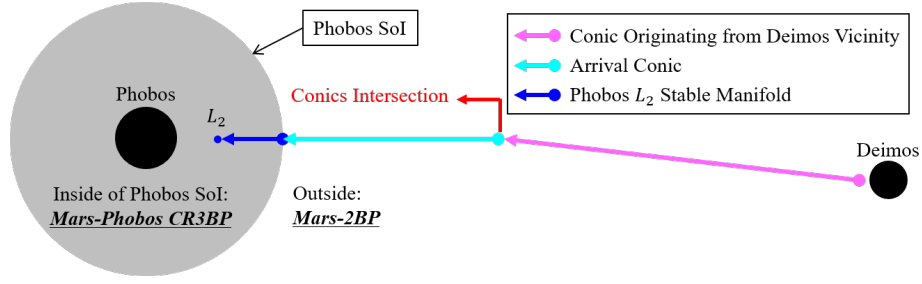 Phobos SoI
Conic Originating from Deimos Vicinity
Arrival Conic
Phobos L₂ Stable Manifold
Phobos
L₂
Conics Intersection
Deimos
Inside of Phobos SoI:
Mars-Phobos CR3BP
Outside:
Mars-2BP